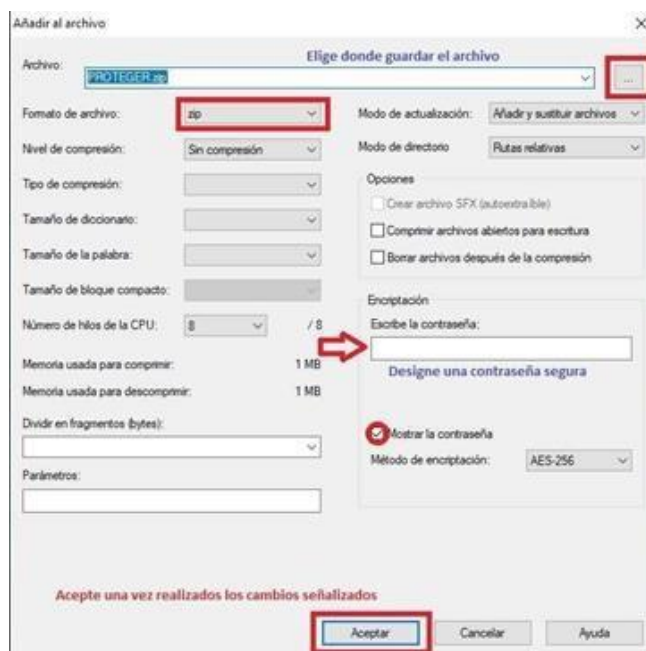 Añadir al archivo
Elige donde guardar el archivo
Archivo:
PROTEGER.zip
...
Formato de archivo:
zip
Modo de actualización:
Añadir y sustituir archivos
Nivel de compresión:
Sin compresión
Modo de directorio
Rutas relativas
Tipo de compresión:
Opciones
Crear archivo SFX (autoextraíble)
Tamaño de diccionario:
Comprimir archivos abiertos para escritura
Tamaño de la palabra:
Borrar archivos después de la compresión
Tamaño de bloque compacto:
Encriptación
Número de hilos de la CPU:
8
/ 8
Escribe la contraseña:
Memoria usada para comprimir:
1 MB
Designe una contraseña segura
Memoria usada para descomprimir:
1 MB
Dividir en fragmentos (bytes):
Mostrar la contraseña
Método de encriptación:
AES-256
Parámetros:
Acepte una vez realizados los cambios señalizados
Aceptar
Cancelar
Ayuda